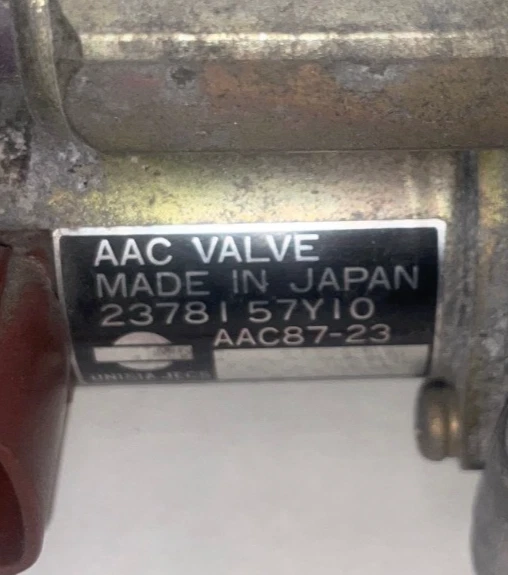 AAC VALVE
MADE IN JAPAN
23781 57Y10
AAC87-23
UNISIA JECS